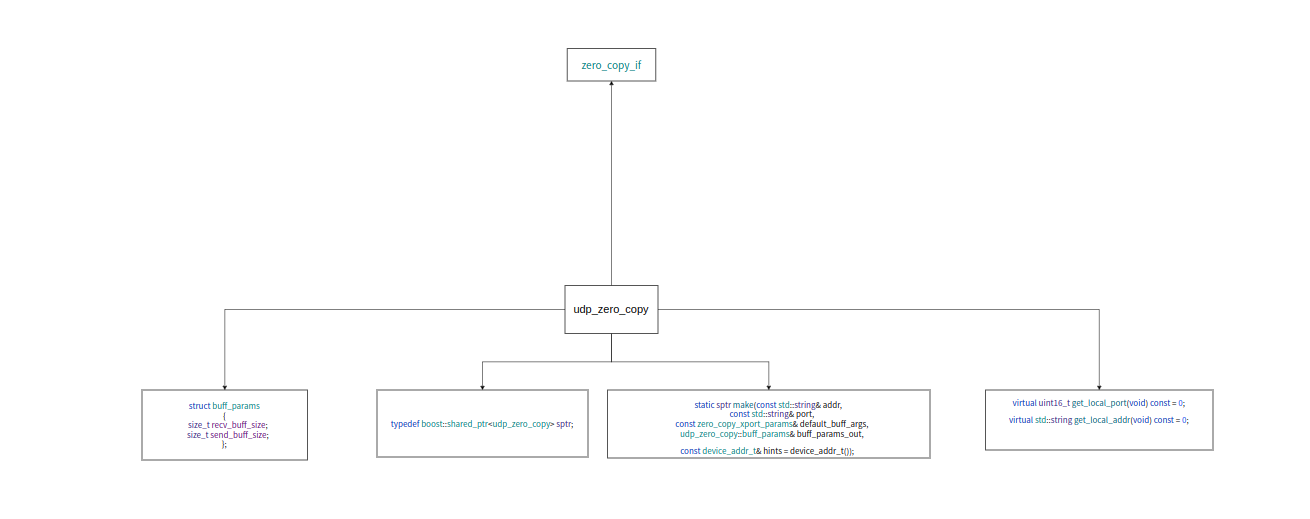 zero_copy_if
udp_zero_copy
struct buff_params
{
size_t recv_buff_size;
size_t send_buff_size;
};
typedef boost::shared_ptr<udp_zero_copy> sptr;
static sptr make(const std::string& addr,
const std::string& port,
const zero_copy_xport_params& default_buff_args,
udp_zero_copy::buff_params& buff_params_out,
const device_addr_t& hints = device_addr_t());
virtual uint16_t get_local_port(void) const = 0;
virtual std::string get_local_addr(void) const = 0;